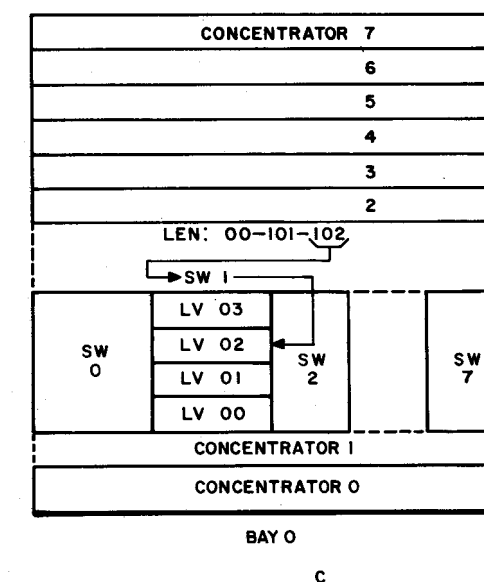 CONCENTRATOR 7
6
5
4
3
2
LEN: 00-101-102
SW 1
LV 03
LV 02
LV 01
LV 00
SW 0
SW 2
SW 7
CONCENTRATOR 1
CONCENTRATOR 0
BAY 0
C